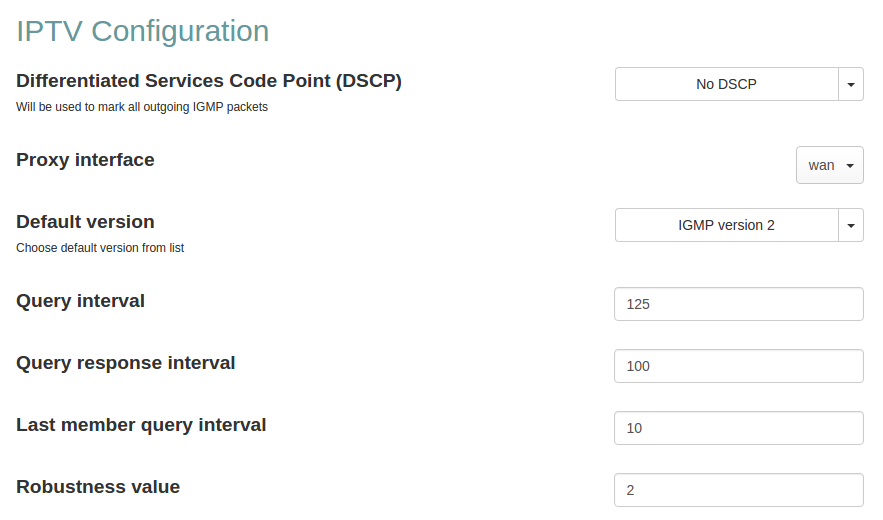 IPTV Configuration
Differentiated Services Code Point (DSCP)
No DSCP
Will be used to mark all outgoing IGMP packets
Proxy interface
wan
Default version
IGMP version 2
Choose default version from list
Query interval
125
Query response interval
100
Last member query interval
10
Robustness value
2